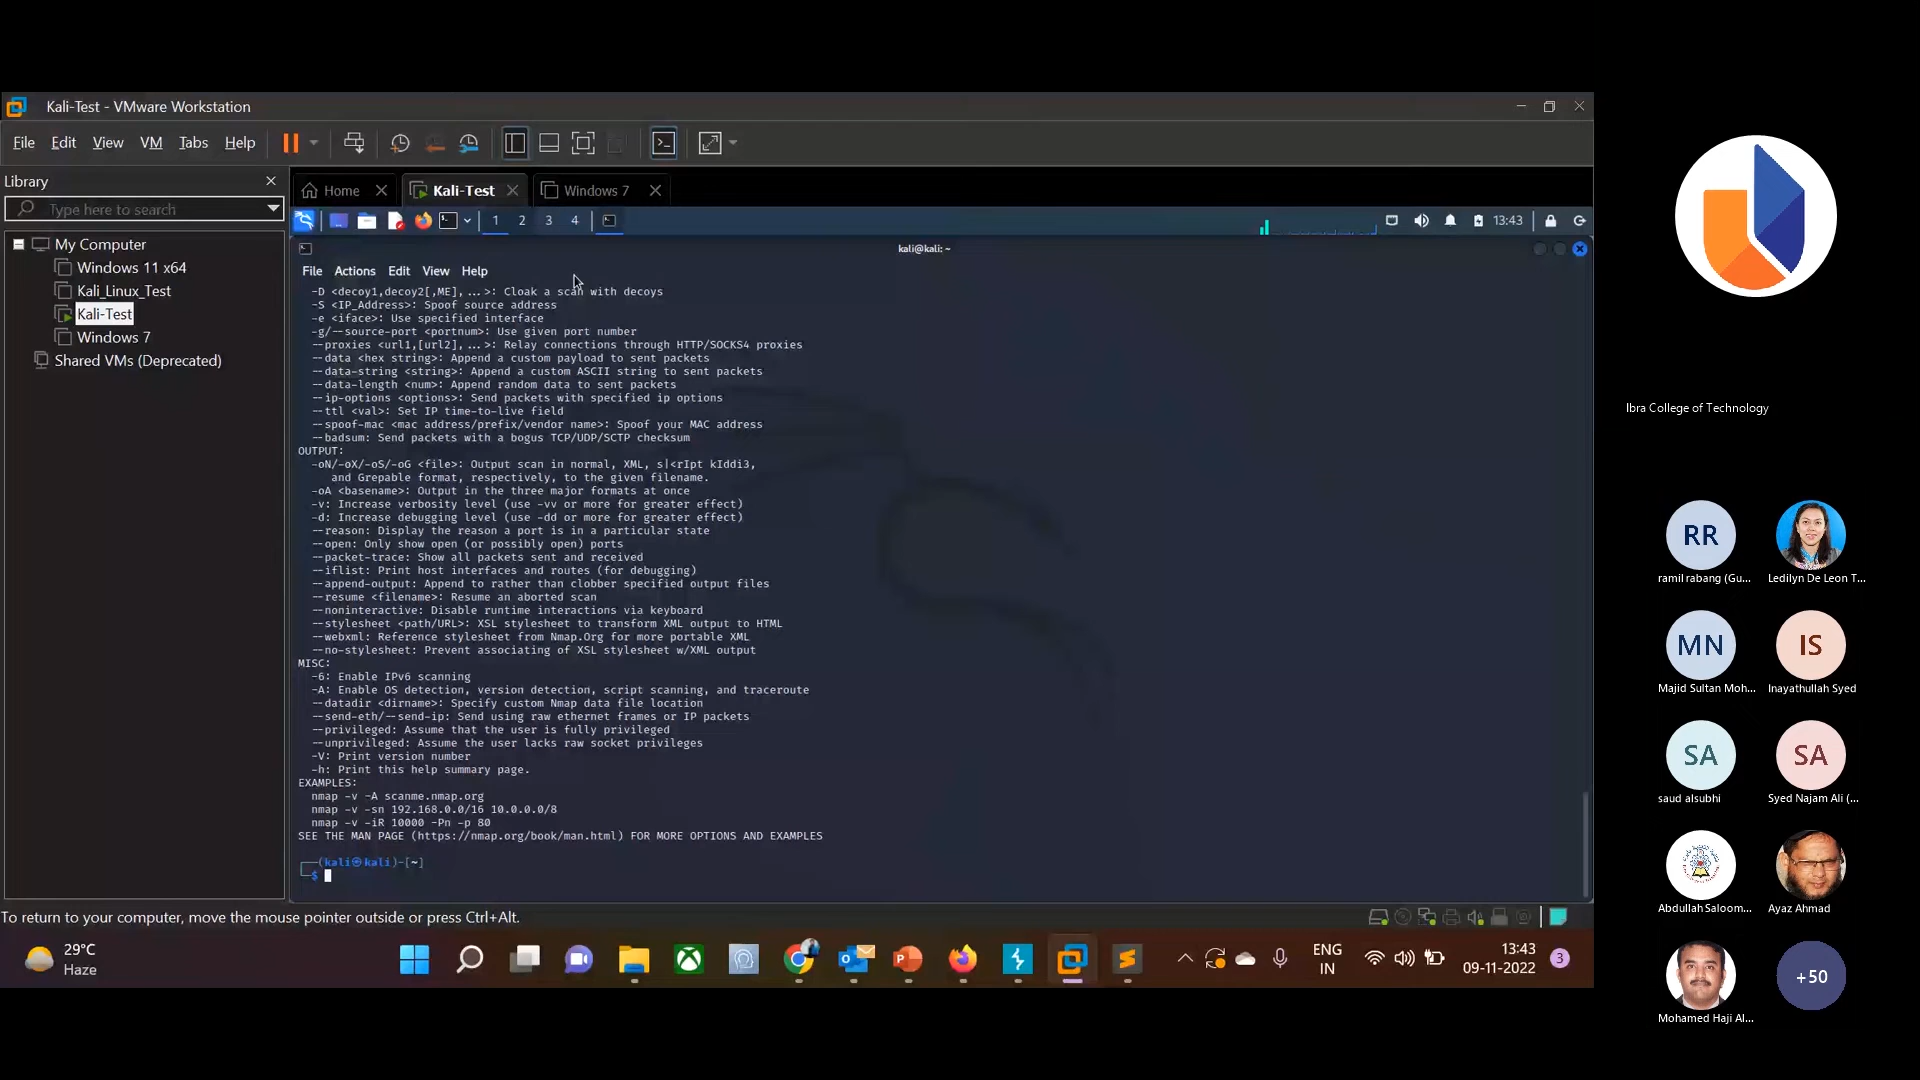 Kali-Test - VMware Workstation
File Edit View VM Tabs Help
Library
Type here to search
My Computer
Windows 11 x64
Kali_Linux_Test
Kali-Test
Windows 7
Shared VMs (Deprecated)
Home
Kali-Test
Windows 7
1 2 3 4
13:43
kali@kali: ~
File Actions Edit View Help
-D <decoy1,decoy2[,ME],...>: Cloak a scan with decoys
-S <IP_Address>: Spoof source address
-e <iface>: Use specified interface
-g/--source-port <portnum>: Use given port number
--proxies <url1,[url2],...>: Relay connections through HTTP/SOCKS4 proxies
--data <hex string>: Append a custom payload to sent packets
--data-string <string>: Append a custom ASCII string to sent packets
--data-length <num>: Append random data to sent packets
--ip-options <options>: Send packets with specified ip options
--ttl <val>: Set IP time-to-live field
--spoof-mac <mac address/prefix/vendor name>: Spoof your MAC address
--badsum: Send packets with a bogus TCP/UDP/SCTP checksum
OUTPUT:
-oN/-oX/-oS/-oG <file>: Output scan in normal, XML, s|<rIpt kIddi3,
and Grepable format, respectively, to the given filename.
-oA <basename>: Output in the three major formats at once
-v: Increase verbosity level (use -vv or more for greater effect)
-d: Increase debugging level (use -dd or more for greater effect)
--reason: Display the reason a port is in a particular state
--open: Only show open (or possibly open) ports
--packet-trace: Show all packets sent and received
--iflist: Print host interfaces and routes (for debugging)
--append-output: Append to rather than clobber specified output files
--resume <filename>: Resume an aborted scan
--noninteractive: Disable runtime interactions via keyboard
--stylesheet <path/URL>: XSL stylesheet to transform XML output to HTML
--webxml: Reference stylesheet from Nmap.Org for more portable XML
--no-stylesheet: Prevent associating of XSL stylesheet w/XML output
MISC:
-6: Enable IPv6 scanning
-A: Enable OS detection, version detection, script scanning, and traceroute
--datadir <dirname>: Specify custom Nmap data file location
--send-eth/--send-ip: Send using raw ethernet frames or IP packets
--privileged: Assume that the user is fully privileged
--unprivileged: Assume the user lacks raw socket privileges
-V: Print version number
-h: Print this help summary page.
EXAMPLES:
nmap -v -A scanme.nmap.org
nmap -v -sn 192.168.0.0/16 10.0.0.0/8
nmap -v -iR 10000 -Pn -p 80
SEE THE MAN PAGE (https://nmap.org/book/man.html) FOR MORE OPTIONS AND EXAMPLES
(kali㉿kali)-[~]
$
To return to your computer, move the mouse pointer outside or press Ctrl+Alt.
29°C
Haze
ENG
IN
13:43
09-11-2022
3
Ibra College of Technology
RR
ramil rabang (Gu...
Ledilyn De Leon T...
MN
Majid Sultan Moh...
IS
Inayathullah Syed
SA
saud alsubhi
SA
Syed Najam Ali (...
Abdullah Saloom...
Ayaz Ahmad
Mohamed Haji Al...
+50